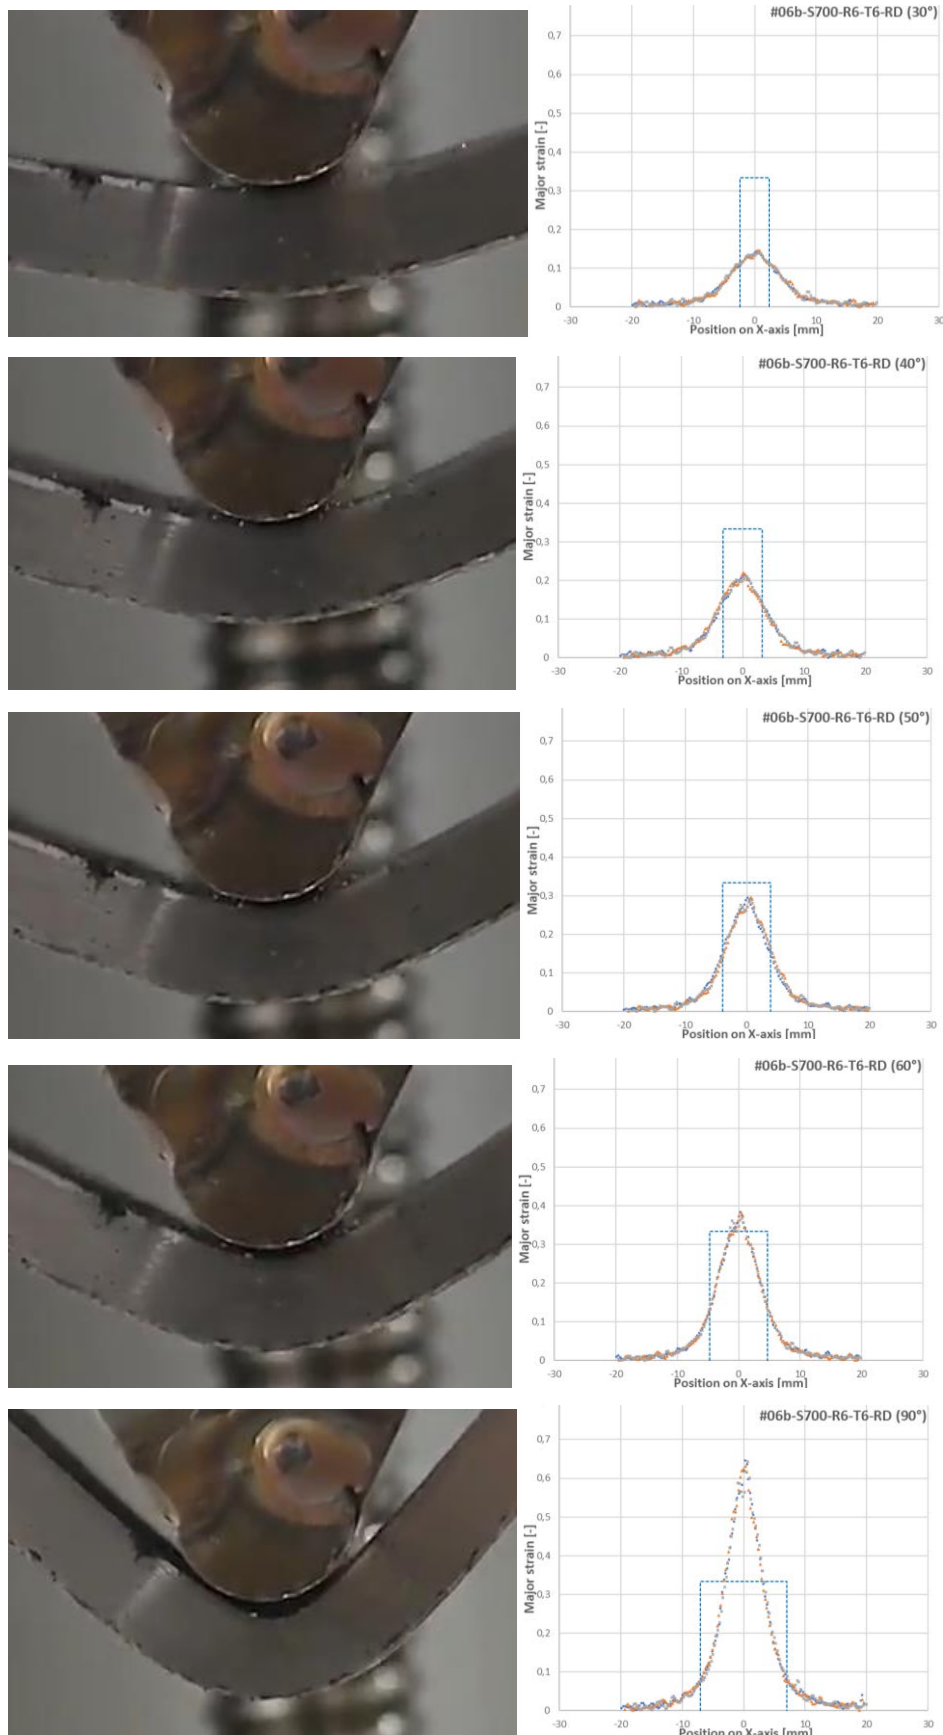 #06b-S700-R6-T6-RD (30°)
Major strain [-]
0,7
0,6
0,5
0,4
0,3
0,2
0,1
0
-30 -20 -10 0 10 20 30
Position on X-axis [mm]
#06b-S700-R6-T6-RD (40°)
Major strain [-]
0,7
0,6
0,5
0,4
0,3
0,2
0,1
0
-30 -20 -10 0 10 20 30
Position on X-axis [mm]
#06b-S700-R6-T6-RD (50°)
Major strain [-]
0,7
0,6
0,5
0,4
0,3
0,2
0,1
0
-30 -20 -10 0 10 20 30
Position on X-axis [mm]
#06b-S700-R6-T6-RD (60°)
Major strain [-]
0,7
0,6
0,5
0,4
0,3
0,2
0,1
0
-30 -20 -10 0 10 20 30
Position on X-axis [mm]
#06b-S700-R6-T6-RD (90°)
Major strain [-]
0,7
0,6
0,5
0,4
0,3
0,2
0,1
0
-30 -20 -10 0 10 20 30
Position on X-axis [mm]